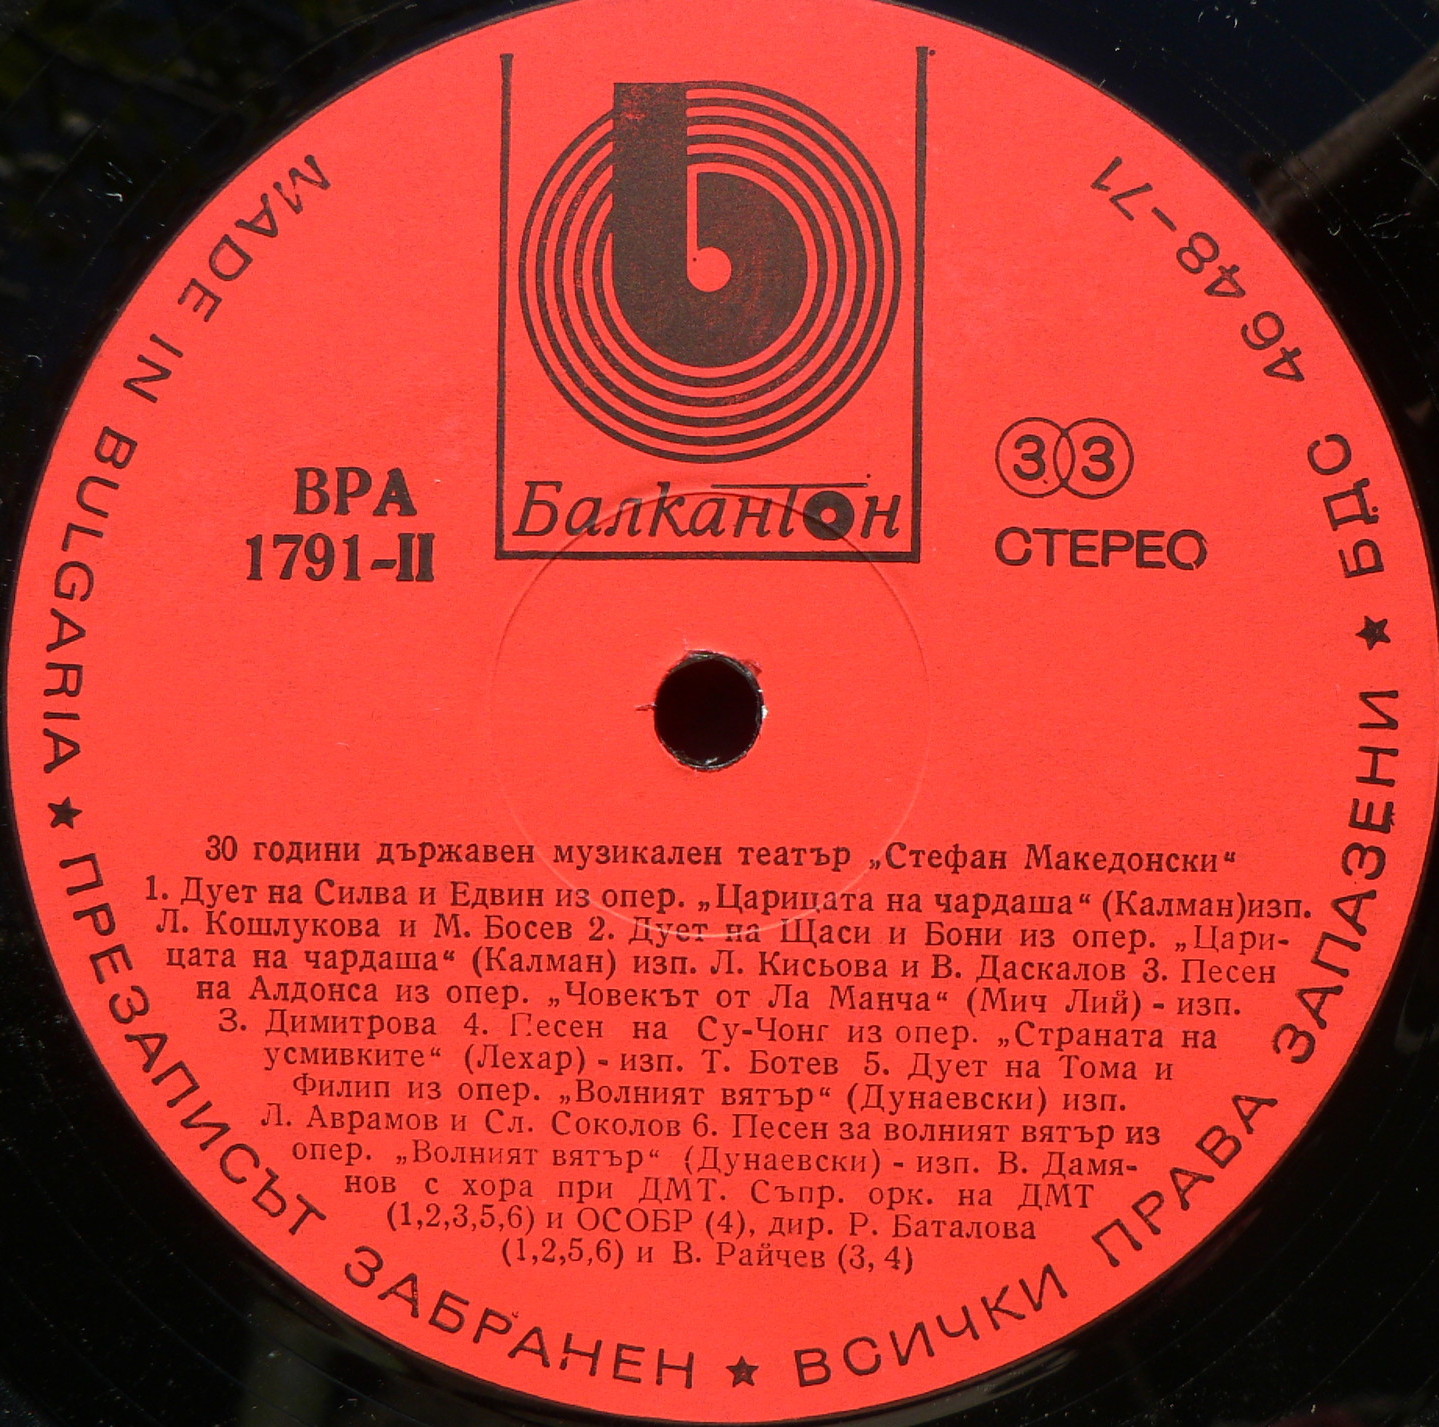 Балкантон
ВРА
1791-II
33
СТЕРЕО
30 години държавен музикален театър „Стефан Македонски“
1. Дует на Силва и Едвин из опер. „Царицата на чардаша“ (Калман)изп.
Л. Кошлукова и М. Босев 2. Дует на Щаси и Бони из опер. „Цари-
цата на чардаша“ (Калман) изп. Л. Кисьова и В. Даскалов 3. Песен
на Алдонса из опер. „Човекът от Ла Манча“ (Мич Лий) - изп.
З. Димитрова 4. Песен на Су-Чонг из опер. „Страната на
усмивките“ (Лехар) - изп. Т. Ботев 5. Дует на Тома и
Филип из опер. „Волният вятър“ (Дунаевски) изп.
Л. Аврамов и Сл. Соколов 6. Песен за волният вятър из
опер. „Волният вятър“ (Дунаевски) - изп. В. Дамя-
нов с хора при ДМТ. Съпр. орк. на ДМТ
(1,2,3,5,6) и ОСОБР (4), дир. Р. Баталова
(1,2,5,6) и В. Райчев (3, 4)
MADE IN BULGARIA ★ ПРЕЗАПИСЪТ ЗАБРАНЕН ★ ВСИЧКИ ПРАВА ЗАПАЗЕНИ ★ БДС 4648-71